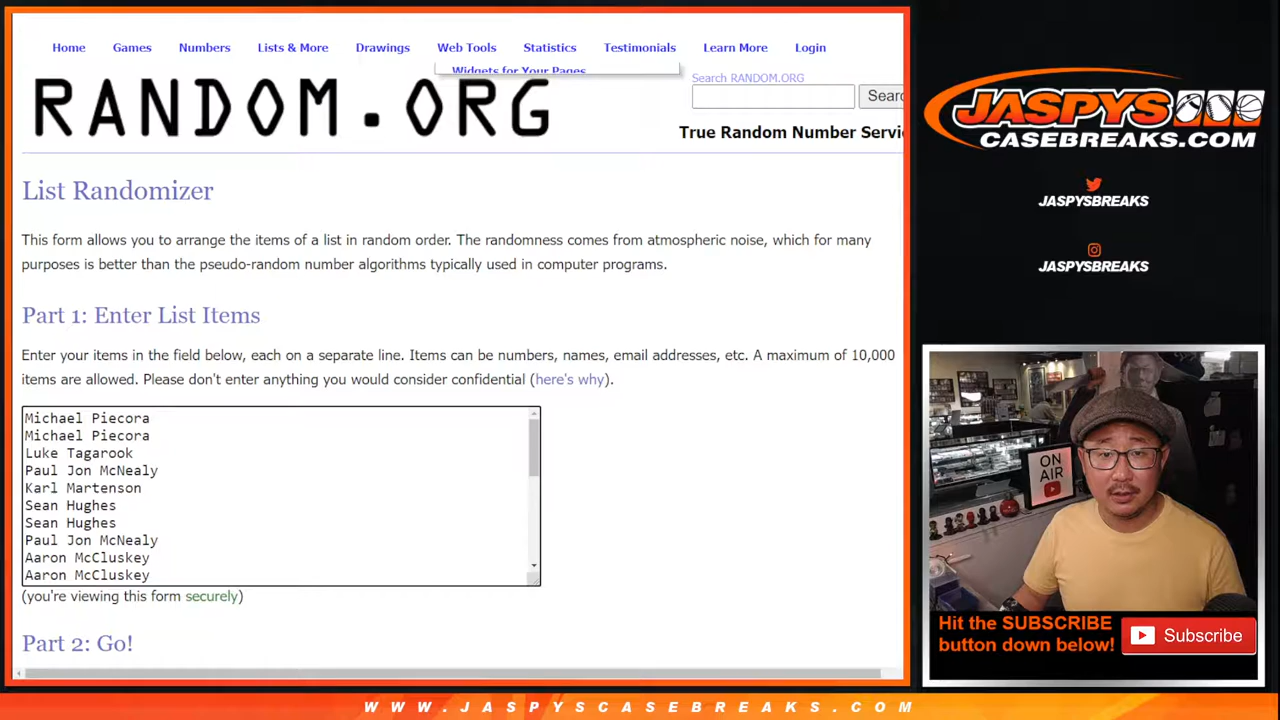 Home Games Numbers Lists & More Drawings Web Tools Statistics Testimonials Learn More Login
Widgets for Your Pages
Search RANDOM.ORG
RANDOM.ORG
Searc
True Random Number Servi
List Randomizer
This form allows you to arrange the items of a list in random order. The randomness comes from atmospheric noise, which for many
purposes is better than the pseudo-random number algorithms typically used in computer programs.
Part 1: Enter List Items
Enter your items in the field below, each on a separate line. Items can be numbers, names, email addresses, etc. A maximum of 10,000
items are allowed. Please don't enter anything you would consider confidential (here's why).
Michael Piecora
Michael Piecora
Luke Tagarook
Paul Jon McNealy
Karl Martenson
Sean Hughes
Sean Hughes
Paul Jon McNealy
Aaron McCluskey
Aaron McCluskey
(you're viewing this form securely)
Part 2: Go!
JASPYS
CASEBREAKS.COM
JASPYSBREAKS
JASPYSBREAKS
ON
AIR
Hit the SUBSCRIBE
button down below!
Subscribe
WWW.JASPYSCASEBREAKS.COM